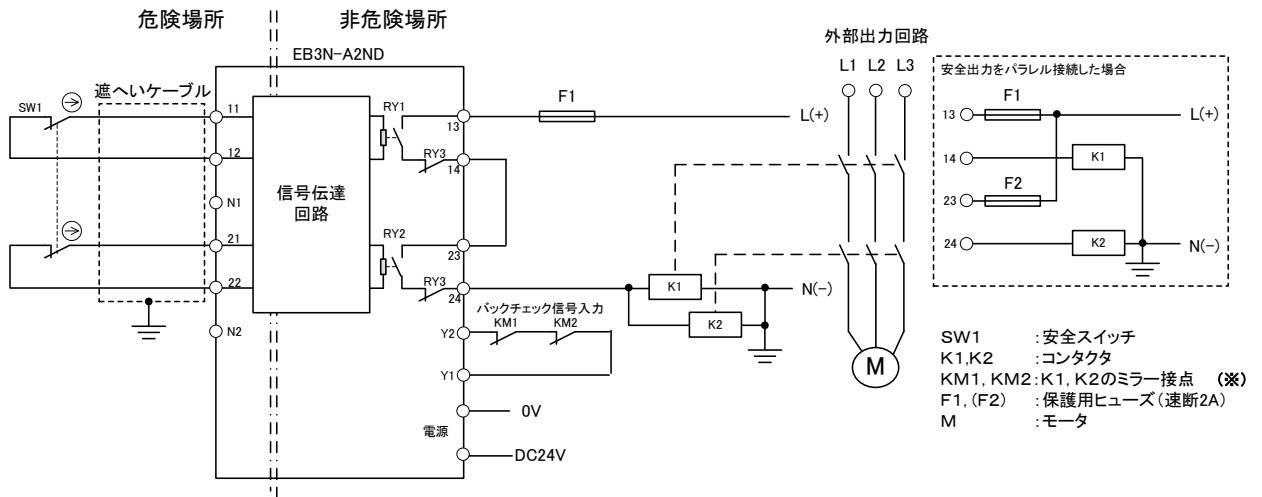 危険場所
非危険場所
EB3N-A2ND
外部出力回路
L1 L2 L3
安全出力をパラレル接続した場合
遮へいケーブル
SW1
11
12
N1
21
22
N2
信号伝達
回路
RY1
RY3
13
14
RY2
RY3
23
24
F1
L(+)
K1
K2
N(-)
バックチェック信号入力
KM1 KM2
Y2
Y1
電源
0V
DC24V
M
13
F1
L(+)
14
K1
F2
23
24
K2
N(-)
SW1 :安全スイッチ
K1,K2 :コンタクタ
KM1, KM2:K1, K2のミラー接点 (※)
F1, (F2) :保護用ヒューズ(速断2A)
M :モータ